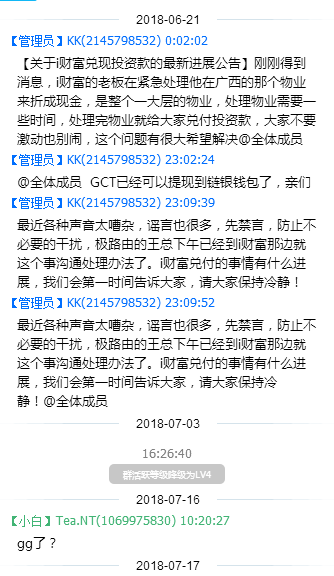 2018-06-21
【管理员】KK(2145798532) 0:02:02
【关于i财富兑现投资款的最新进展公告】刚刚得到
消息，i财富的老板在紧急处理他在广西的那个物业
来折成现金，是整个一大层的物业，处理物业需要一
些时间，处理完物业就给大家兑付投资款，大家不要
激动也别闹，这个问题有很大希望解决@全体成员
【管理员】KK(2145798532) 23:02:24
@全体成员 GCT已经可以提现到链银钱包了，亲们
【管理员】KK(2145798532) 23:09:39
最近各种声音太嘈杂，谣言也很多，先禁言，防止不
必要的干扰，极路由的王总下午已经到i财富那边就
这个事沟通处理办法了。i财富兑付的事情有什么进
展，我们会第一时间告诉大家，请大家保持冷静！
【管理员】KK(2145798532) 23:09:52
最近各种声音太嘈杂，谣言也很多，先禁言，防止不
必要的干扰，极路由的王总下午已经到i财富那边就
这个事沟通处理办法了。i财富兑付的事情有什么进
展，我们会第一时间告诉大家，请大家保持冷
静！@全体成员
2018-07-03
16:26:40
群活跃等级降级为LV4
2018-07-16
【小白】Tea.NT(1069975830) 10:20:27
gg了？
2018-07-17